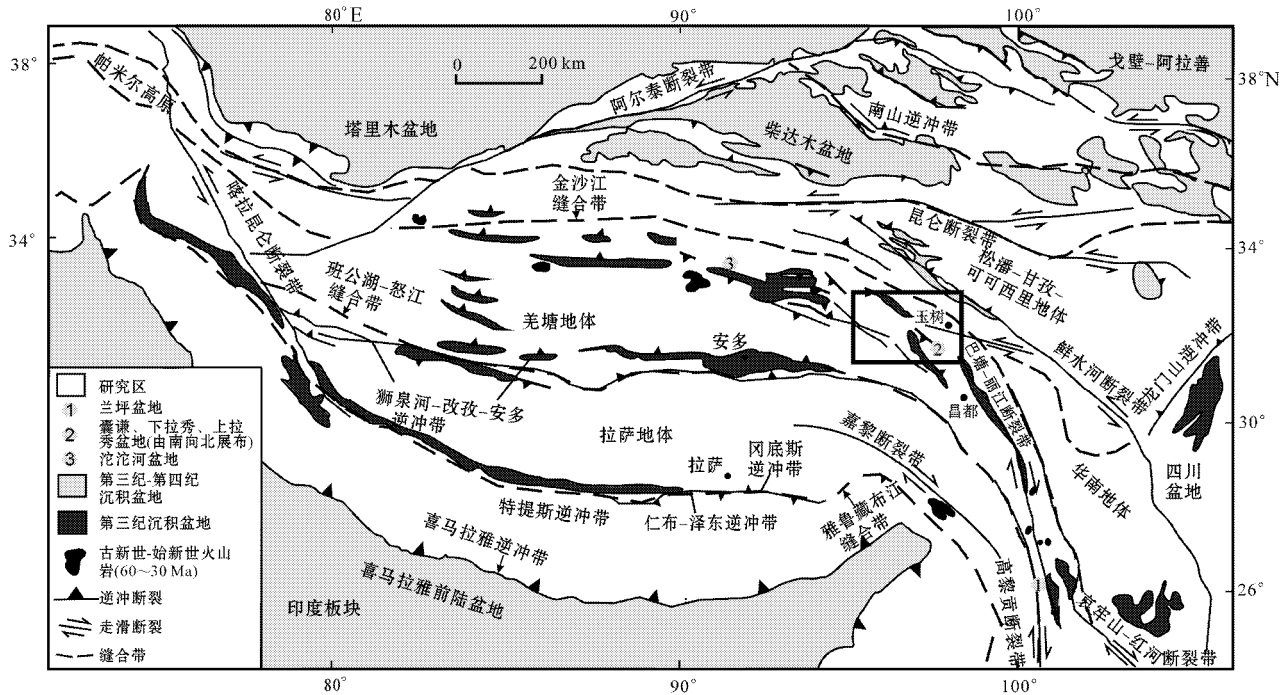 80°E
90°
100°
38°
38°N
34°
34°
30°
26°
80°
90°
100°
0
200 km
帕米尔高原
塔里木盆地
阿尔泰断裂带
戈壁-阿拉善
南山逆冲带
柴达木盆地
金沙江
缝合带
喀拉昆仑断裂带
昆仑断裂带
松潘-甘孜-
可可西里地体
班公湖-怒江
缝合带
羌塘地体
安多
3
玉树
2
巴塘-丽江断裂带
鲜水河断裂带
龙门山逆冲带
昌都
狮泉河-改孜-安多
逆冲带
拉萨地体
嘉黎断裂带
冈底斯
逆冲带
拉萨
华南地体
四川
盆地
特提斯逆冲带
仁布-泽东逆冲带
雅鲁藏布江
缝合带
喜马拉雅逆冲带
喜马拉雅前陆盆地
印度板块
高黎贡断裂带
1
哀牢山-红河断裂带
研究区
1
兰坪盆地
2
囊谦、下拉秀、上拉
秀盆地(由南向北展布)
3
沱沱河盆地
第三纪-第四纪
沉积盆地
第三纪沉积盆地
古新世-始新世火山
岩(60～30 Ma)
逆冲断裂
走滑断裂
缝合带